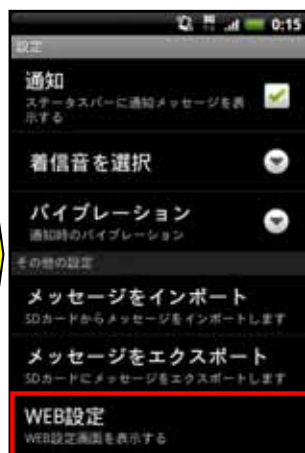 0:15
設定
通知
ステータスバーに通知メッセージを表
示する
着信音を選択
バイブレーション
通知時のバイブレーション
その他の設定
メッセージをインポート
SDカードからメッセージをインポートします
メッセージをエクスポート
SDカードにメッセージをエクスポートします
WEB設定
WEB設定画面を表示する